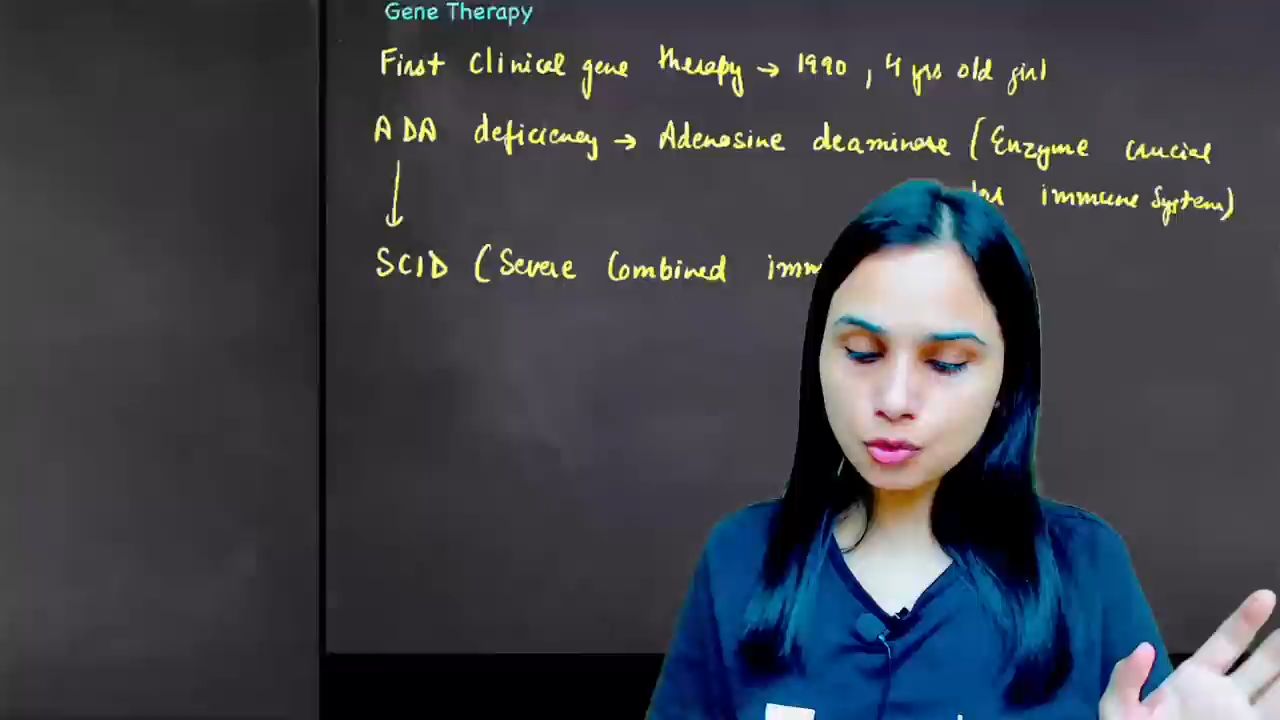 Gene Therapy
First Clinical gene therapy → 1990, 4 yrs old girl
ADA deficiency → Adenosine deaminase (Enzyme crucial
immune System)
↓
SCID (Severe Combined